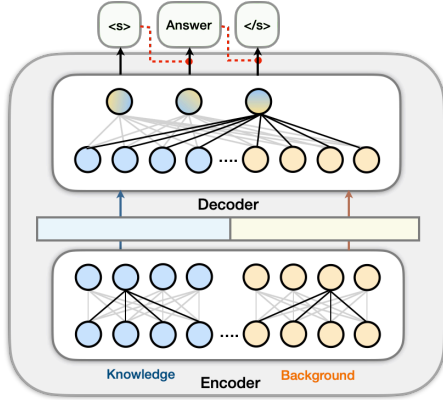 <s> Answer </s>
....
Decoder
....
Knowledge Background
Encoder